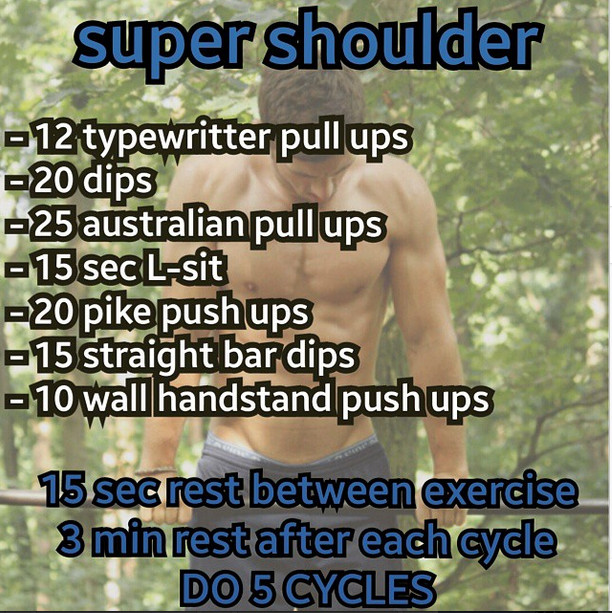 super shoulder
- 12 typewritter pull ups
- 20 dips
- 25 australian pull ups
- 15 sec L-sit
- 20 pike push ups
- 15 straight bar dips
- 10 wall handstand push ups
15 sec rest between exercise
3 min rest after each cycle
DO 5 CYCLES